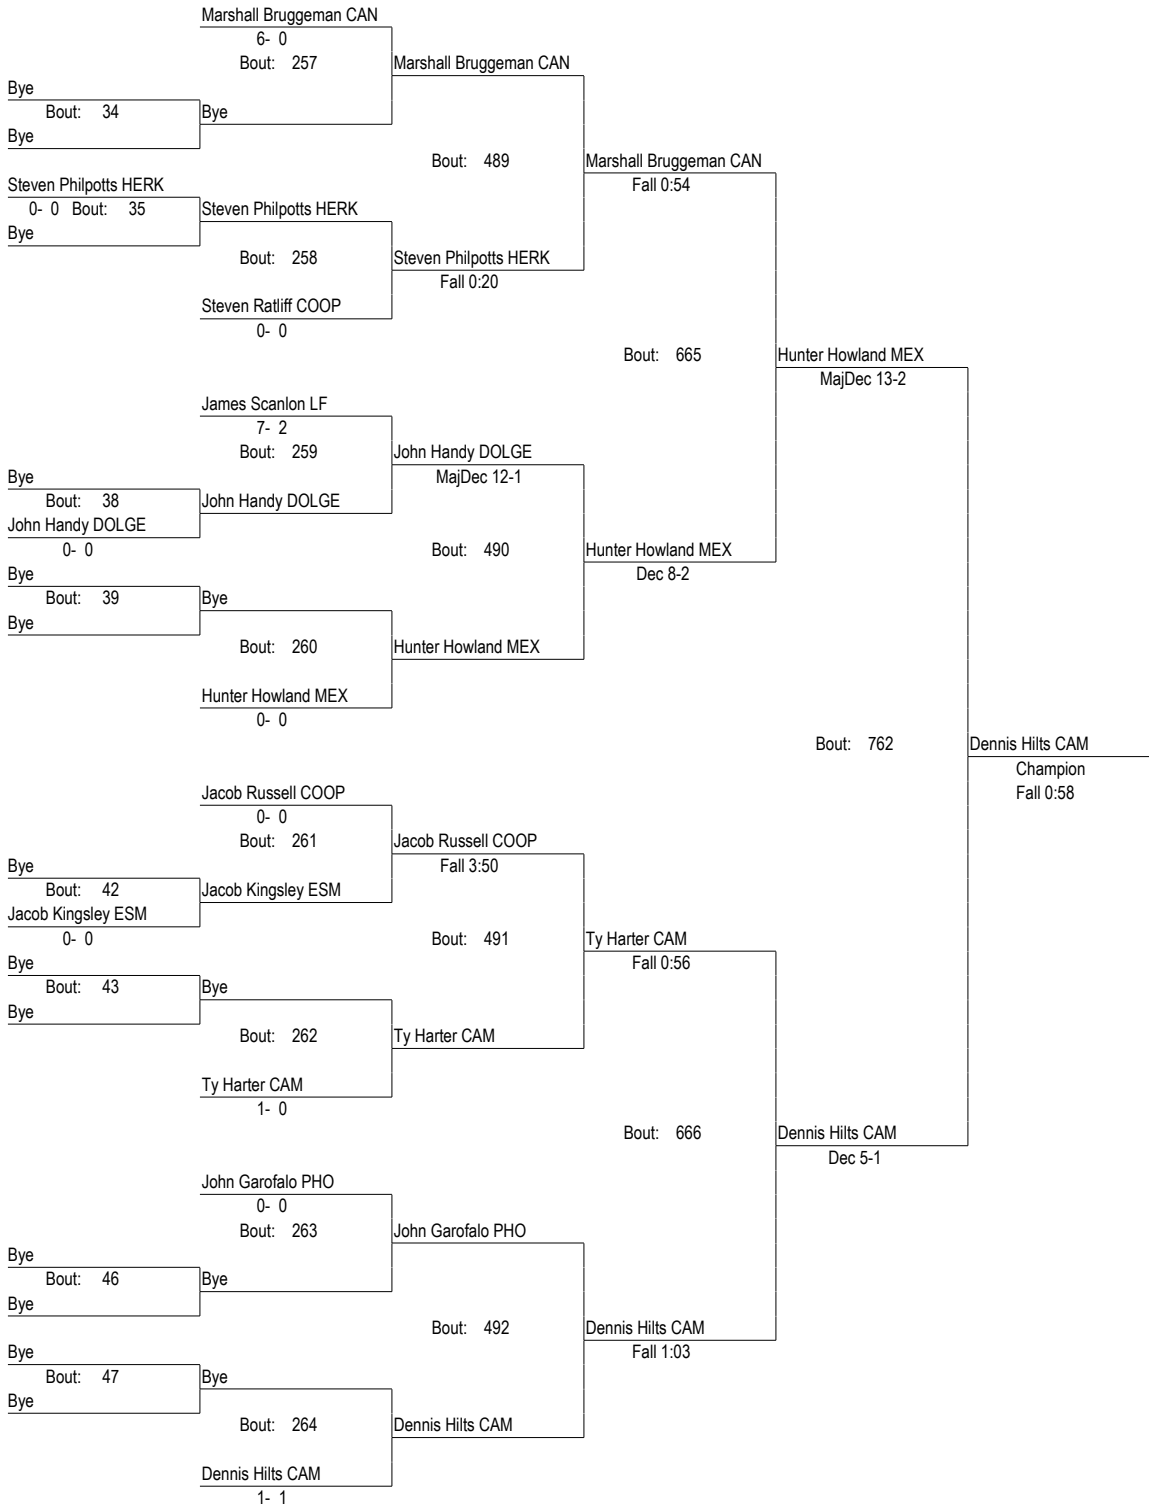 Marshall Bruggeman CAN
6- 0
Bout: 257
Marshall Bruggeman CAN
Bye
Bout: 34
Bye
Bye
Bout: 489
Marshall Bruggeman CAN
Fall 0:54
Steven Philpotts HERK
0- 0 Bout: 35
Steven Philpotts HERK
Bye
Bout: 258
Steven Philpotts HERK
Fall 0:20
Steven Ratliff COOP
0- 0
Bout: 665
Hunter Howland MEX
MajDec 13-2
James Scanlon LF
7- 2
Bout: 259
John Handy DOLGE
MajDec 12-1
Bye
Bout: 38
John Handy DOLGE
John Handy DOLGE
0- 0
Bout: 490
Hunter Howland MEX
Dec 8-2
Bye
Bout: 39
Bye
Bye
Bout: 260
Hunter Howland MEX
Hunter Howland MEX
0- 0
Bout: 762
Dennis Hilts CAM
Champion
Fall 0:58
Jacob Russell COOP
0- 0
Bout: 261
Jacob Russell COOP
Fall 3:50
Bye
Bout: 42
Jacob Kingsley ESM
Jacob Kingsley ESM
0- 0
Bout: 491
Ty Harter CAM
Fall 0:56
Bye
Bout: 43
Bye
Bye
Bout: 262
Ty Harter CAM
Ty Harter CAM
1- 0
Bout: 666
Dennis Hilts CAM
Dec 5-1
John Garofalo PHO
0- 0
Bout: 263
John Garofalo PHO
Bye
Bout: 46
Bye
Bye
Bout: 492
Dennis Hilts CAM
Fall 1:03
Bye
Bout: 47
Bye
Bye
Bout: 264
Dennis Hilts CAM
Dennis Hilts CAM
1- 1